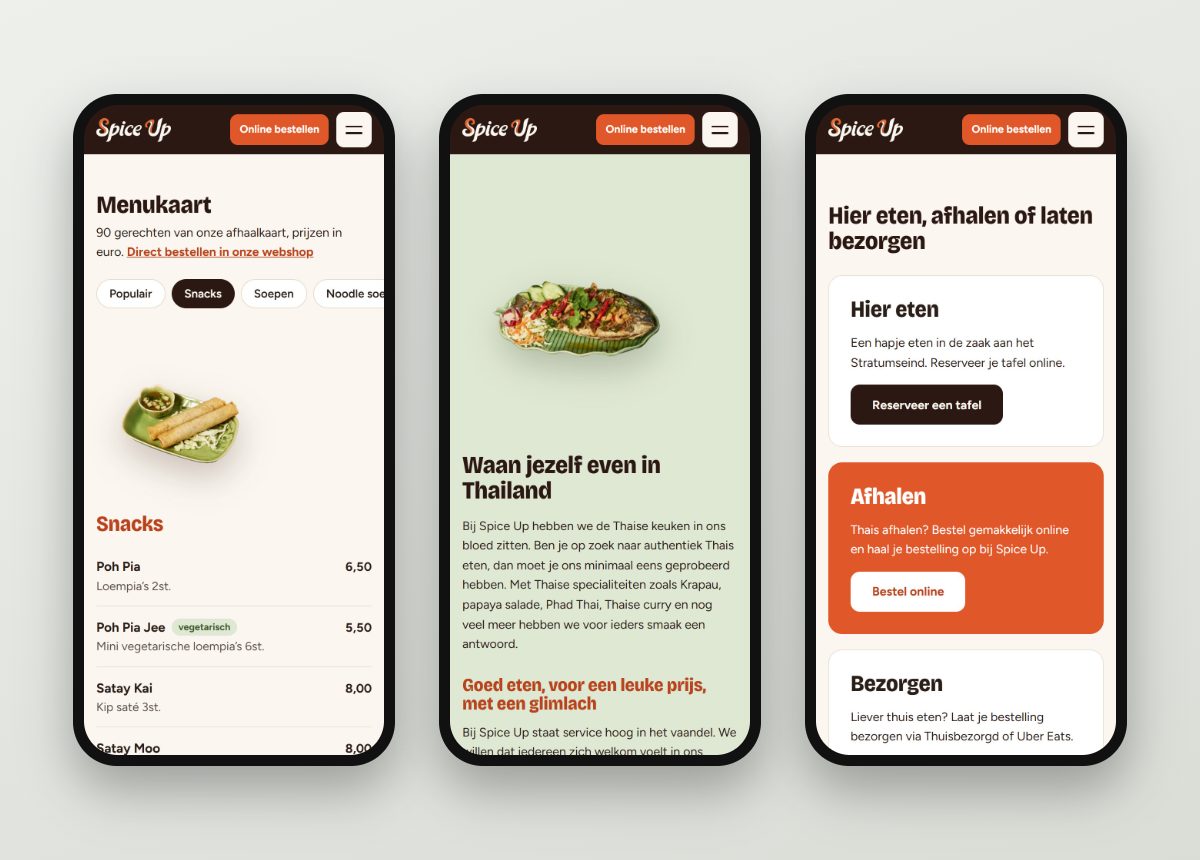 Spice Up
Online bestellen
Menukaart
90 gerechten van onze afhaalkaart, prijzen in
euro. Direct bestellen in onze webshop
Populair
Snacks
Soepen
Noodle soe
Snacks
Poh Pia 6,50
Loempia's 2st.
Poh Pia Jee vegetarisch 5,50
Mini vegetarische loempia's 6st.
Satay Kai 8,00
Kip saté 3st.
Satay Moo 8,00
Spice Up
Online bestellen
Waan jezelf even in
Thailand
Bij Spice Up hebben we de Thaise keuken in ons
bloed zitten. Ben je op zoek naar authentiek Thais
eten, dan moet je ons minimaal eens geprobeerd
hebben. Met Thaise specialiteiten zoals Krapau,
papaya salade, Phad Thai, Thaise curry en nog
veel meer hebben we voor ieders smaak een
antwoord.
Goed eten, voor een leuke prijs,
met een glimlach
Bij Spice Up staat service hoog in het vaandel. We
willen dat iedereen zich welkom voelt in ons
Spice Up
Online bestellen
Hier eten, afhalen of laten
bezorgen
Hier eten
Een hapje eten in de zaak aan het
Stratumseind. Reserveer je tafel online.
Reserveer een tafel
Afhalen
Thais afhalen? Bestel gemakkelijk online
en haal je bestelling op bij Spice Up.
Bestel online
Bezorgen
Liever thuis eten? Laat je bestelling
bezorgen via Thuisbezorgd of Uber Eats.